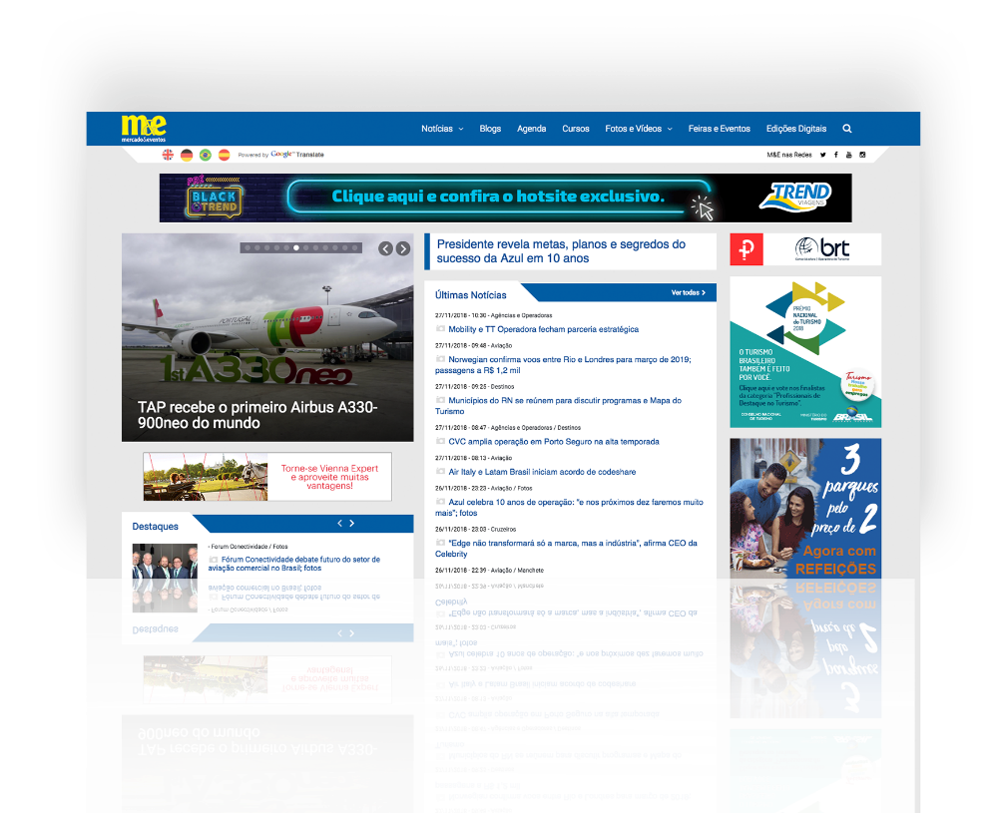 m&e
mercado&eventos
Notícias
Blogs
Agenda
Cursos
Fotos e Vídeos
Feiras e Eventos
Edições Digitais
Powered by Google Translate
M&E nas Redes
PRÉ
BLACK
TREND
Clique aqui e confira o hotsite exclusivo.
TREND
VIAGENS
PORTUGAL
1st A330neo
TAP recebe o primeiro Airbus A330-
900neo do mundo
Torne-se Vienna Expert
e aproveite muitas
vantagens!
Destaques
- Forum Conectividade / Fotos
Fórum Conectividade debate futuro do setor de
aviação comercial no Brasil; fotos
Presidente revela metas, planos e segredos do
sucesso da Azul em 10 anos
Últimas Notícias
Ver todas
27/11/2018 - 10:30 - Agências e Operadoras
Mobility e TT Operadora fecham parceria estratégica
27/11/2018 - 09:48 - Aviação
Norwegian confirma voos entre Rio e Londres para março de 2019;
passagens a R$ 1,2 mil
27/11/2018 - 09:25 - Destinos
Municípios do RN se reúnem para discutir programas e Mapa do
Turismo
27/11/2018 - 08:47 - Agências e Operadoras / Destinos
CVC amplia operação em Porto Seguro na alta temporada
27/11/2018 - 08:13 - Aviação
Air Italy e Latam Brasil iniciam acordo de codeshare
26/11/2018 - 23:23 - Aviação / Fotos
Azul celebra 10 anos de operação: "e nos próximos dez faremos muito
mais"; fotos
26/11/2018 - 23:03 - Cruzeiros
"Edge não transformará só a marca, mas a indústria", afirma CEO da
Celebrity
26/11/2018 - 22:39 - Aviação / Manchete
brt
PRÊMIO
NACIONAL
de TURISMO
2018
O TURISMO
BRASILEIRO
TAMBÉM É FEITO
POR VOCÊ.
Clique aqui e vote nos finalistas
da categoria "Profissionais de
Destaque no Turismo".
CONSELHO NACIONAL
DE TURISMO
MINISTÉRIO DO
TURISMO
BRASIL
Turismo
3
parques
pelo
preço de 2
Agora com
REFEIÇÕES